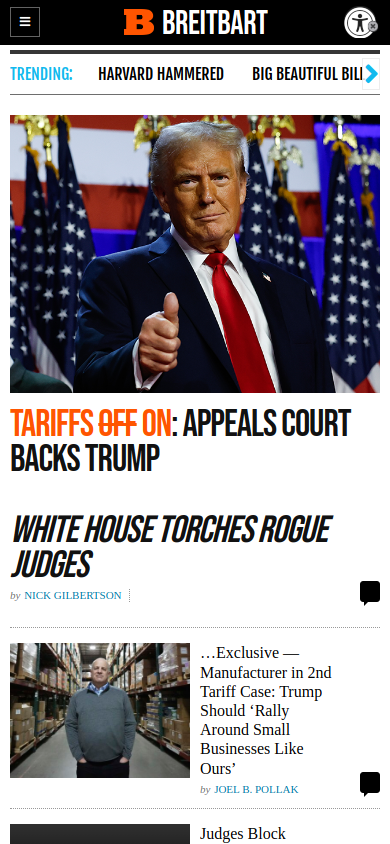 BREITBART
TRENDING:
HARVARD HAMMERED
BIG BEAUTIFUL BILL
TARIFFS OFF ON: APPEALS COURT
BACKS TRUMP
WHITE HOUSE TORCHES ROGUE
JUDGES
by NICK GILBERTSON
…Exclusive —
Manufacturer in 2nd
Tariff Case: Trump
Should ‘Rally
Around Small
Businesses Like
Ours’
by JOEL B. POLLAK
Judges Block